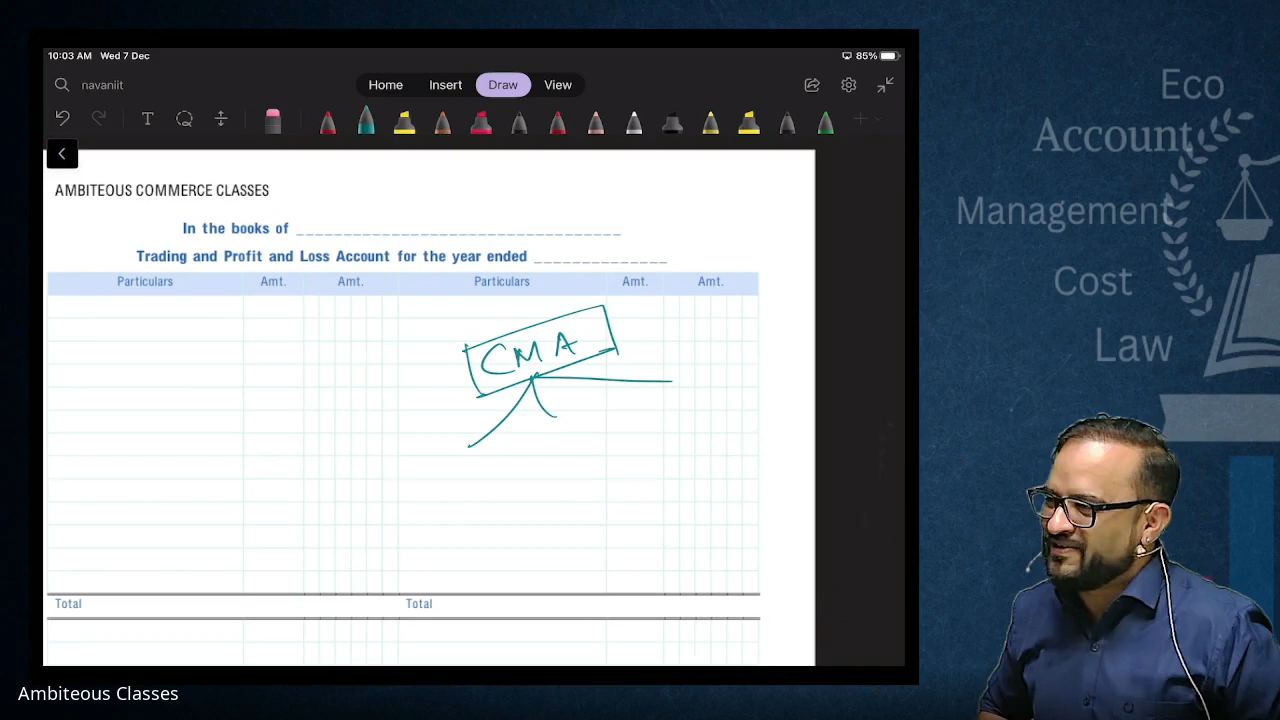 10:03 AM Wed 7 Dec
85%
navaniit
Home Insert Draw View
T
AMBITEOUS COMMERCE CLASSES
In the books of
Trading and Profit and Loss Account for the year ended
Particulars Amt. Amt. Particulars Amt. Amt.
CMA
Total Total
Eco
Account
Management
Cost
Law
Ambiteous Classes